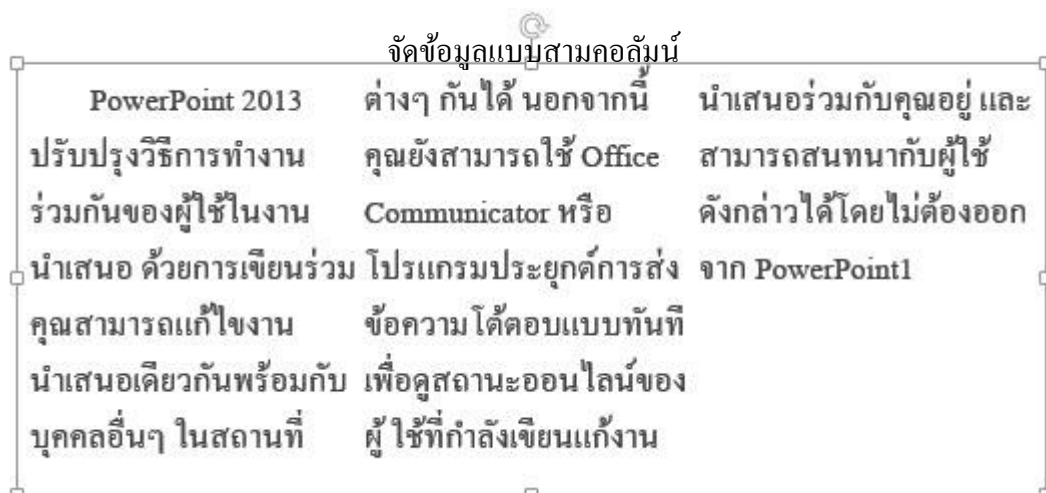 จัดข้อมูลแบบสามคอลัมน์
PowerPoint 2013
ปรับปรุงวิธีการทำงาน
ร่วมกันของผู้ใช้ในงาน
นำเสนอ ด้วยการเขียนร่วม
คุณสามารถแก้ไขงาน
นำเสนอเดียวกันพร้อมกับ
บุคคลอื่นๆ ในสถานที่
ต่างๆ กันได้ นอกจากนี้
คุณยังสามารถใช้ Office
Communicator หรือ
โปรแกรมประยุกต์การส่ง
ข้อความโต้ตอบแบบทันที
เพื่อดูสถานะออนไลน์ของ
ผู้ ใช้ที่กำลังเขียนแก้งาน
นำเสนอร่วมกับคุณอยู่ และ
สามารถสนทนากับผู้ใช้
ดังกล่าวได้โดยไม่ต้องออก
จาก PowerPoint1